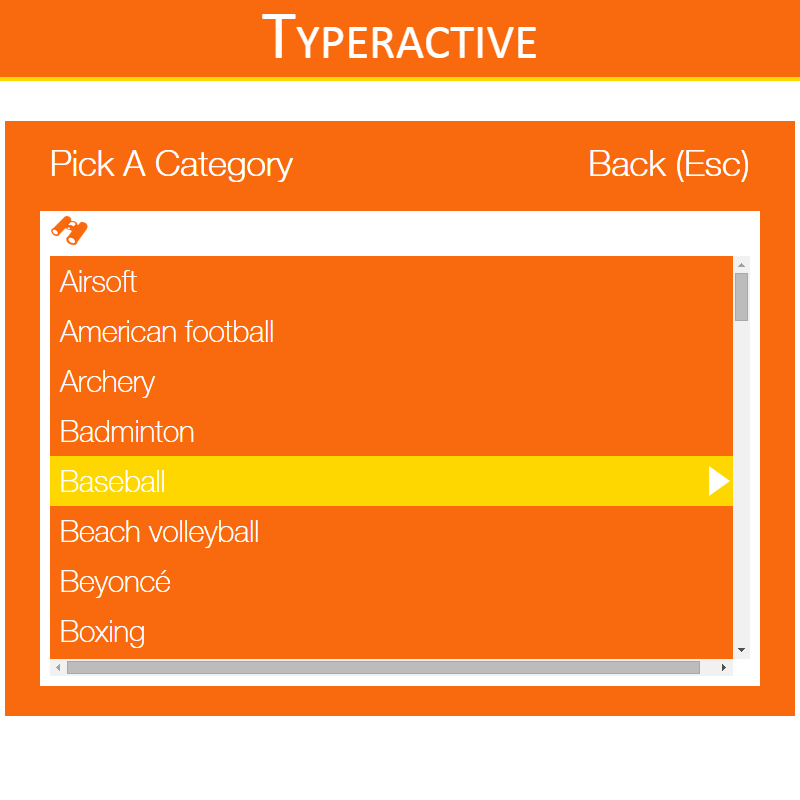 Typeractive
Pick A Category
Back (Esc)
Airsoft
American football
Archery
Badminton
Baseball
Beach volleyball
Beyoncé
Boxing